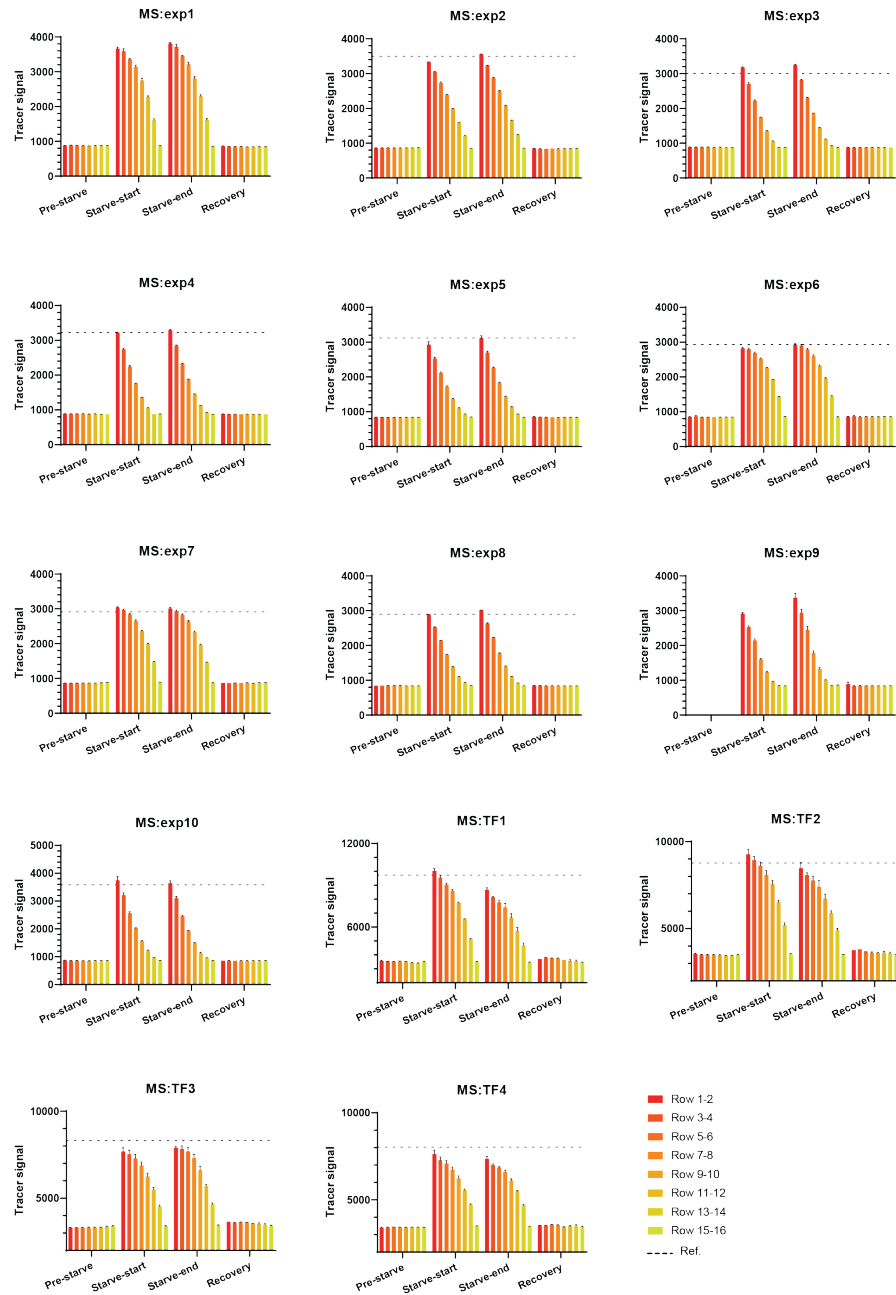 MS:exp1
Tracer signal
4000
3000
2000
1000
0
Pre-starve
Starve-start
Starve-end
Recovery
MS:exp2
Tracer signal
4000
3000
2000
1000
0
Pre-starve
Starve-start
Starve-end
Recovery
MS:exp3
Tracer signal
4000
3000
2000
1000
0
Pre-starve
Starve-start
Starve-end
Recovery
MS:exp4
Tracer signal
4000
3000
2000
1000
0
Pre-starve
Starve-start
Starve-end
Recovery
MS:exp5
Tracer signal
4000
3000
2000
1000
0
Pre-starve
Starve-start
Starve-end
Recovery
MS:exp6
Tracer signal
4000
3000
2000
1000
0
Pre-starve
Starve-start
Starve-end
Recovery
MS:exp7
Tracer signal
4000
3000
2000
1000
0
Pre-starve
Starve-start
Starve-end
Recovery
MS:exp8
Tracer signal
4000
3000
2000
1000
0
Pre-starve
Starve-start
Starve-end
Recovery
MS:exp9
Tracer signal
4000
3000
2000
1000
0
Pre-starve
Starve-start
Starve-end
Recovery
MS:exp10
Tracer signal
5000
4000
3000
2000
1000
0
Pre-starve
Starve-start
Starve-end
Recovery
MS:TF1
Tracer signal
12000
6000
Pre-starve
Starve-start
Starve-end
Recovery
MS:TF2
Tracer signal
10000
5000
Pre-starve
Starve-start
Starve-end
Recovery
MS:TF3
Tracer signal
10000
5000
Pre-starve
Starve-start
Starve-end
Recovery
MS:TF4
Tracer signal
10000
5000
Pre-starve
Starve-start
Starve-end
Recovery
Row 1-2
Row 3-4
Row 5-6
Row 7-8
Row 9-10
Row 11-12
Row 13-14
Row 15-16
Ref.